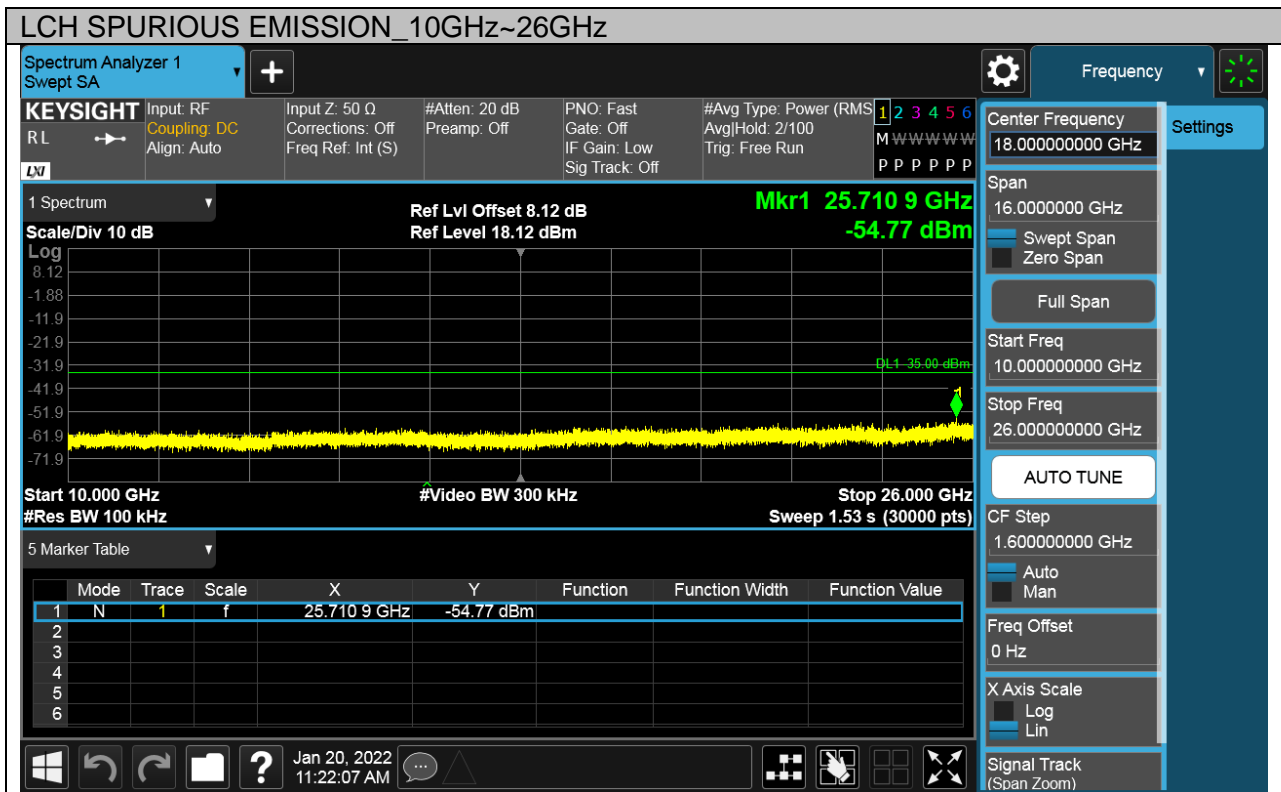 LCH SPURIOUS EMISSION_10GHz~26GHz
Spectrum Analyzer 1
Swept SA
+
Frequency
KEYSIGHT
RL
LXI
Input: RF
Coupling: DC
Align: Auto
Input Z: 50 Ω
Corrections: Off
Freq Ref: Int (S)
#Atten: 20 dB
Preamp: Off
PNO: Fast
Gate: Off
IF Gain: Low
Sig Track: Off
#Avg Type: Power (RMS
Avg|Hold: 2/100
Trig: Free Run
1 2 3 4 5 6
M W W W W W
P P P P P P
1 Spectrum
Scale/Div 10 dB
Ref Lvl Offset 8.12 dB
Ref Level 18.12 dBm
Mkr1 25.710 9 GHz
-54.77 dBm
Log
8.12
-1.88
-11.9
-21.9
-31.9
-41.9
-51.9
-61.9
-71.9
DL1 -35.00 dBm
1
Start 10.000 GHz
#Res BW 100 kHz
#Video BW 300 kHz
Stop 26.000 GHz
Sweep 1.53 s (30000 pts)
5 Marker Table
Mode Trace Scale X Y Function Function Width Function Value
1 N 1 f 25.710 9 GHz -54.77 dBm
2
3
4
5
6
Jan 20, 2022
11:22:07 AM
Center Frequency
18.000000000 GHz
Span
16.0000000 GHz
Swept Span
Zero Span
Full Span
Start Freq
10.000000000 GHz
Stop Freq
26.000000000 GHz
AUTO TUNE
CF Step
1.600000000 GHz
Auto
Man
Freq Offset
0 Hz
X Axis Scale
Log
Lin
Signal Track
(Span Zoom)
Settings